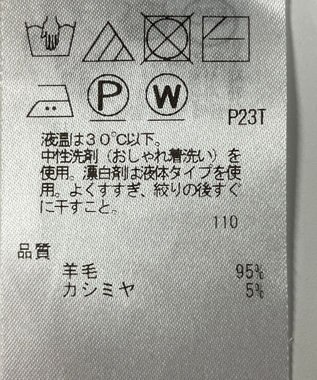 P W
P23T
液温は30℃以下。
中性洗剤（おしゃれ着洗い）を
使用。漂白剤は液体タイプを使
用。よくすすぎ、絞りの後すぐ
に干すこと。
110
品質
羊毛 95%
カシミヤ 5%